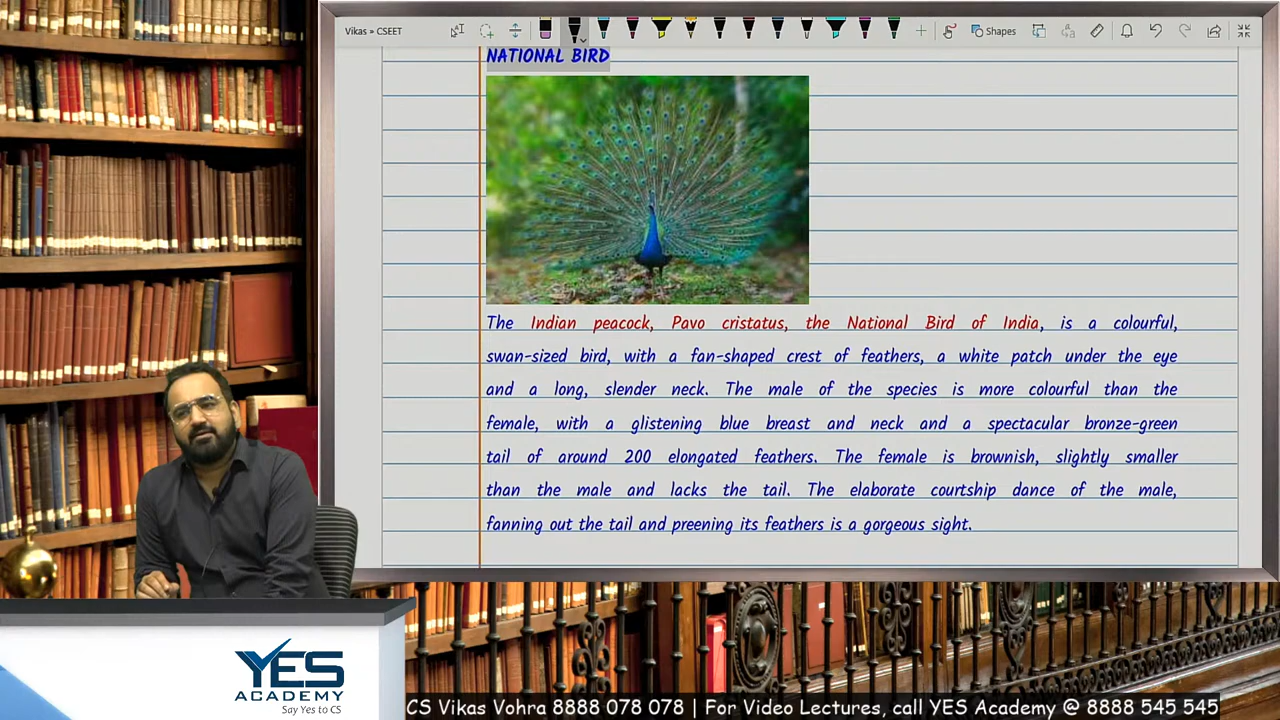 Vikas » CSEET
Shapes
NATIONAL BIRD
The Indian peacock, Pavo cristatus, the National Bird of India, is a colourful,
swan-sized bird, with a fan-shaped crest of feathers, a white patch under the eye
and a long, slender neck. The male of the species is more colourful than the
female, with a glistening blue breast and neck and a spectacular bronze-green
tail of around 200 elongated feathers. The female is brownish, slightly smaller
than the male and lacks the tail. The elaborate courtship dance of the male,
fanning out the tail and preening its feathers is a gorgeous sight.
YES
ACADEMY
Say Yes to CS
CS Vikas Vohra 8888 078 078 | For Video Lectures, call YES Academy @ 8888 545 545